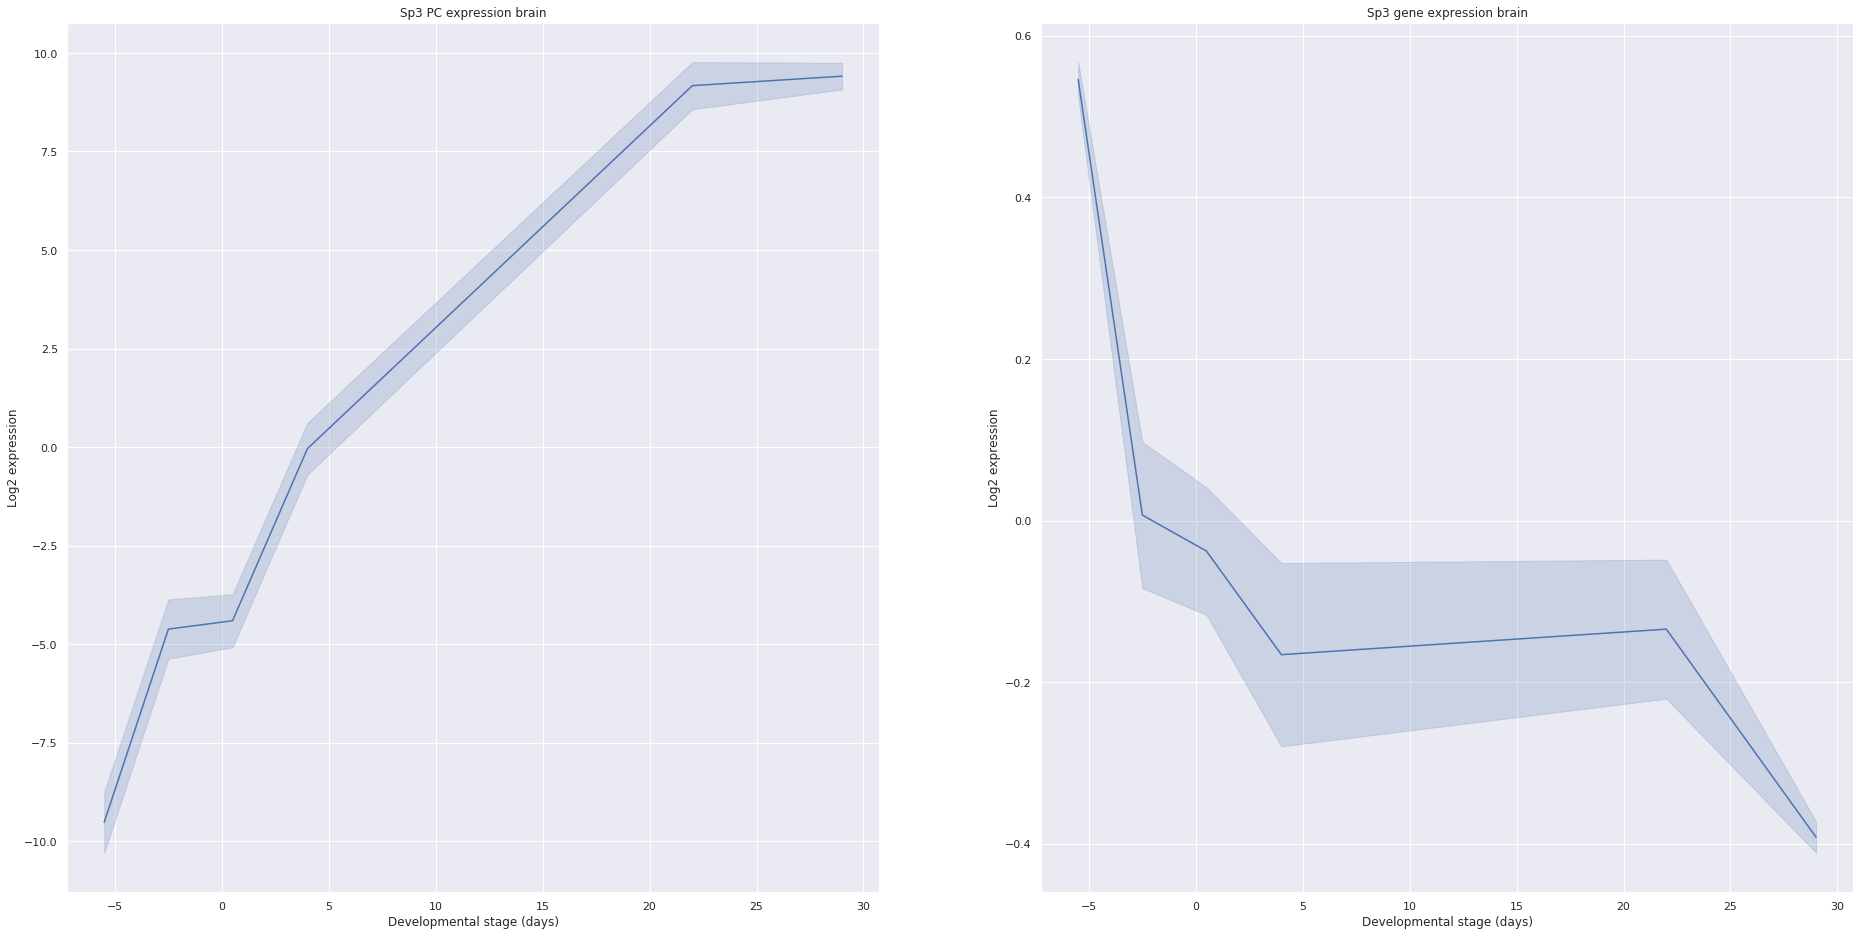 Sp3 PC expression brain
Log2 expression
10.0
7.5
5.0
2.5
0.0
−2.5
−5.0
−7.5
−10.0
−5 0 5 10 15 20 25 30
Developmental stage (days)
Sp3 gene expression brain
Log2 expression
0.6
0.4
0.2
0.0
−0.2
−0.4
−5 0 5 10 15 20 25 30
Developmental stage (days)